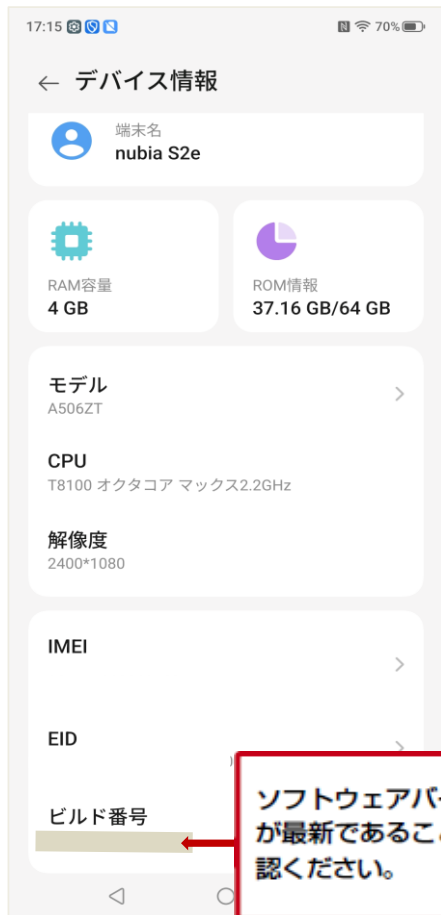 17:15 70%
← デバイス情報
端末名
nubia S2e
RAM容量
4 GB
ROM情報
37.16 GB/64 GB
モデル
A506ZT
CPU
T8100 オクタコア マックス2.2GHz
解像度
2400*1080
IMEI
EID
ビルド番号
ソフトウェアバ
が最新であるこ
認ください。